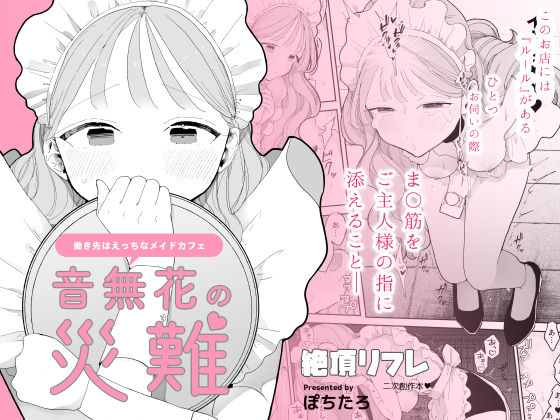 このお店には
『ルール』がある
ひとつ
お伺いの際
ま〇筋を
ご主人様の指に
添えること―
働き先はえっちなメイドカフェ
音無花の
災難
絶頂リフレ
二次創作本♥
Presented by
ぽちたろ